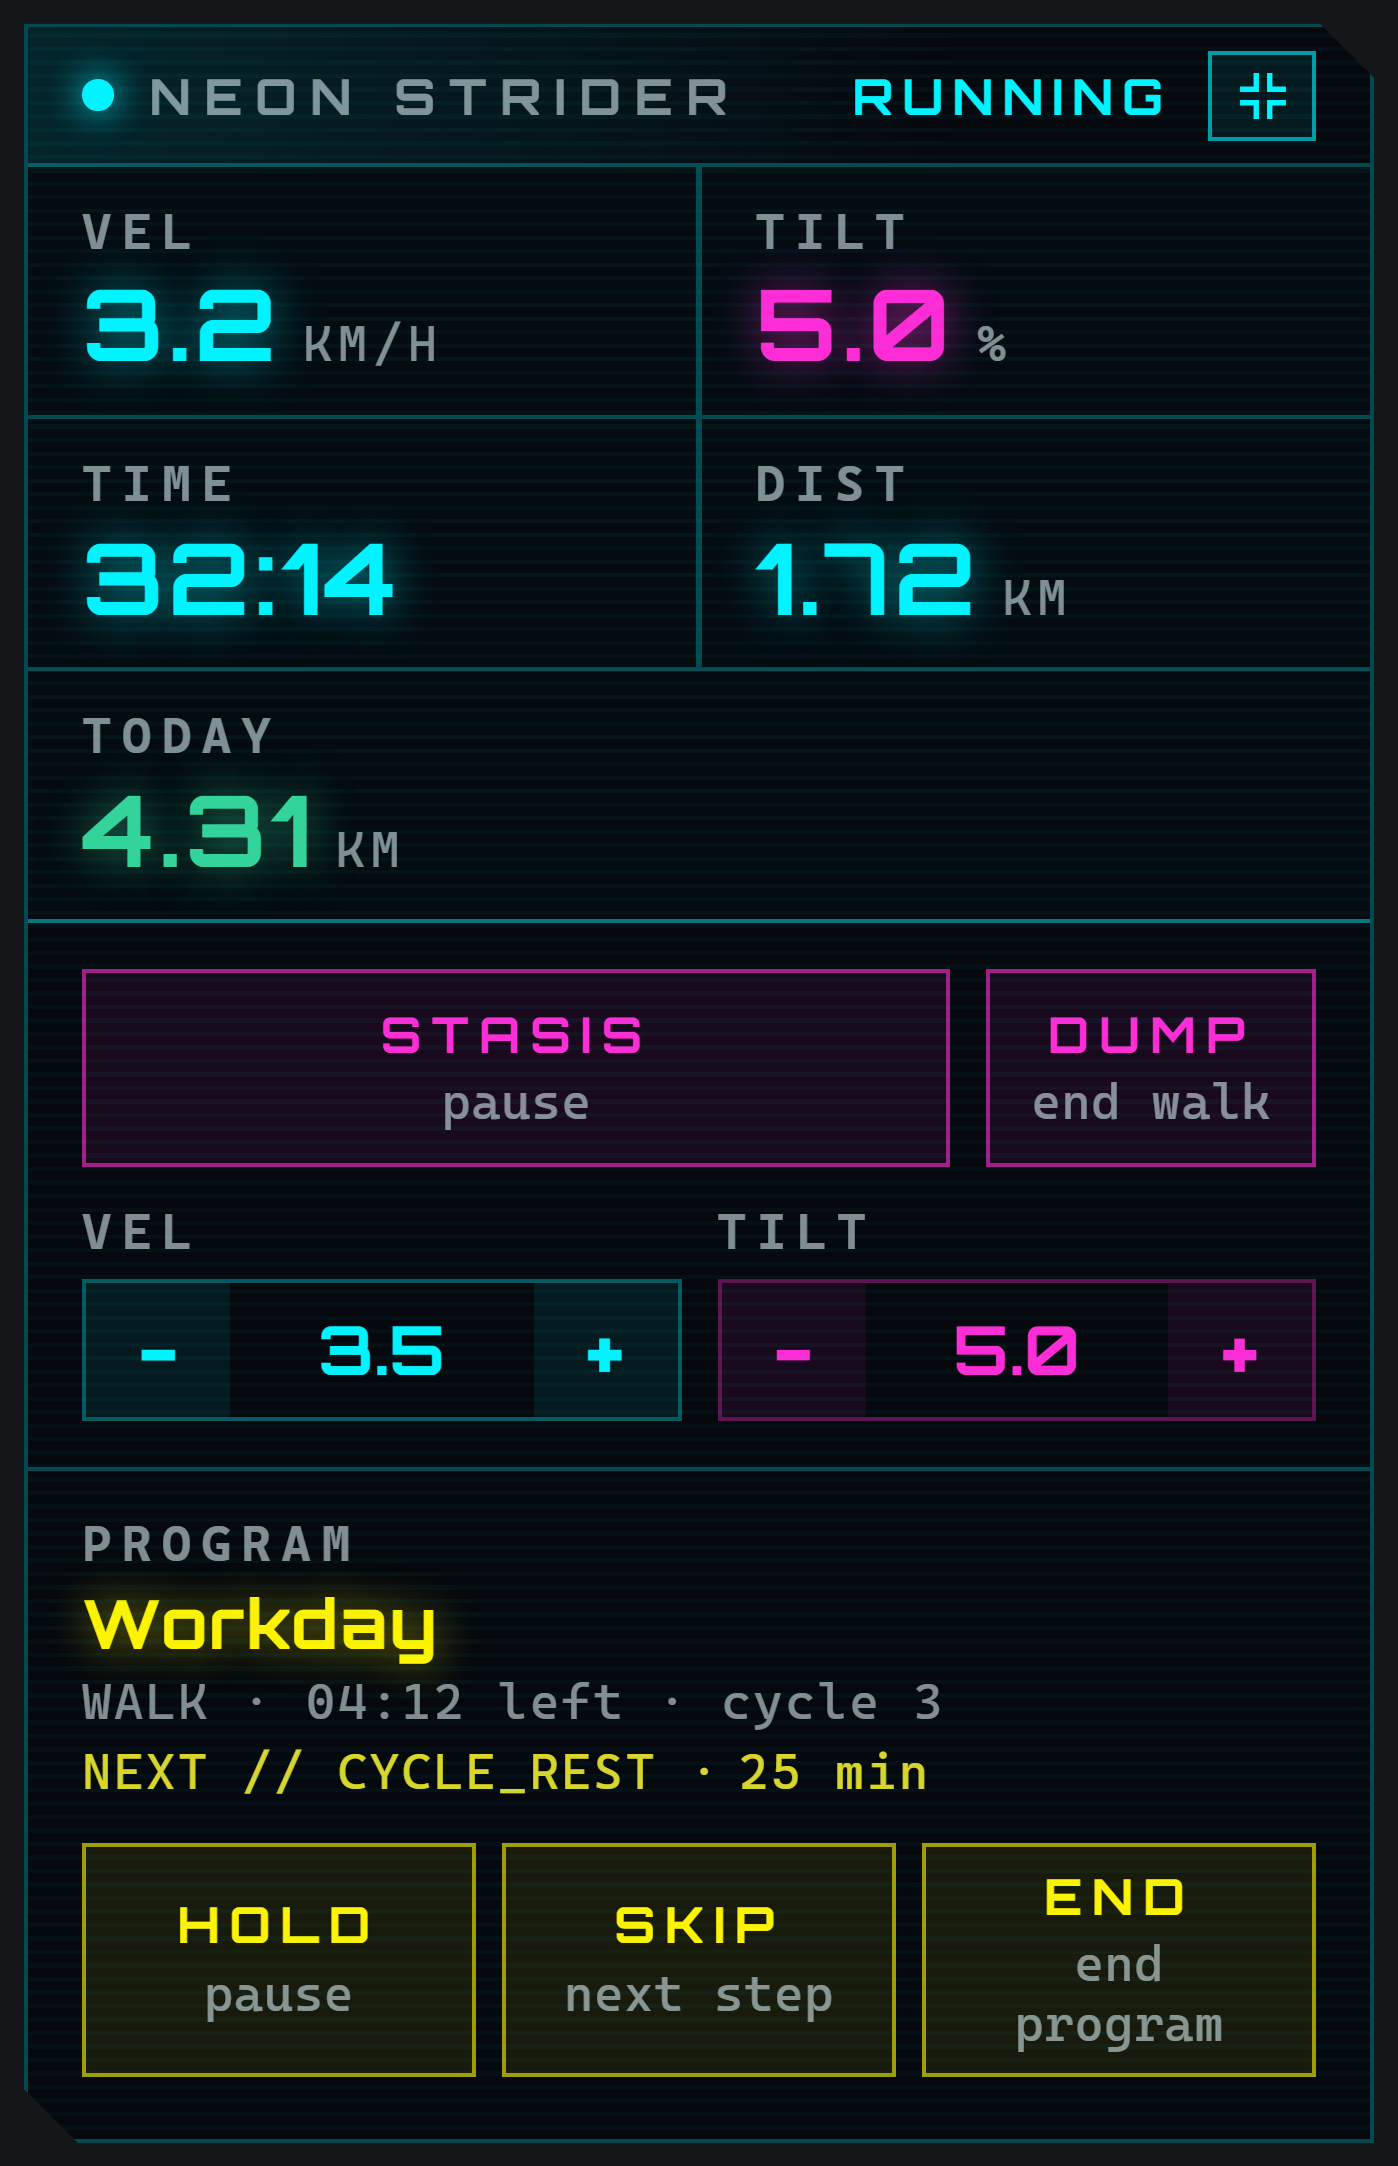 NEON STRIDER RUNNING
VEL
3.2 KM/H
TILT
5.0 %
TIME
32:14
DIST
1.72 KM
TODAY
4.31 KM
STASIS
pause
DUMP
end walk
VEL
- 3.5 +
TILT
- 5.0 +
PROGRAM
Workday
WALK · 04:12 left · cycle 3
NEXT // CYCLE_REST · 25 min
HOLD
pause
SKIP
next step
END
end
program